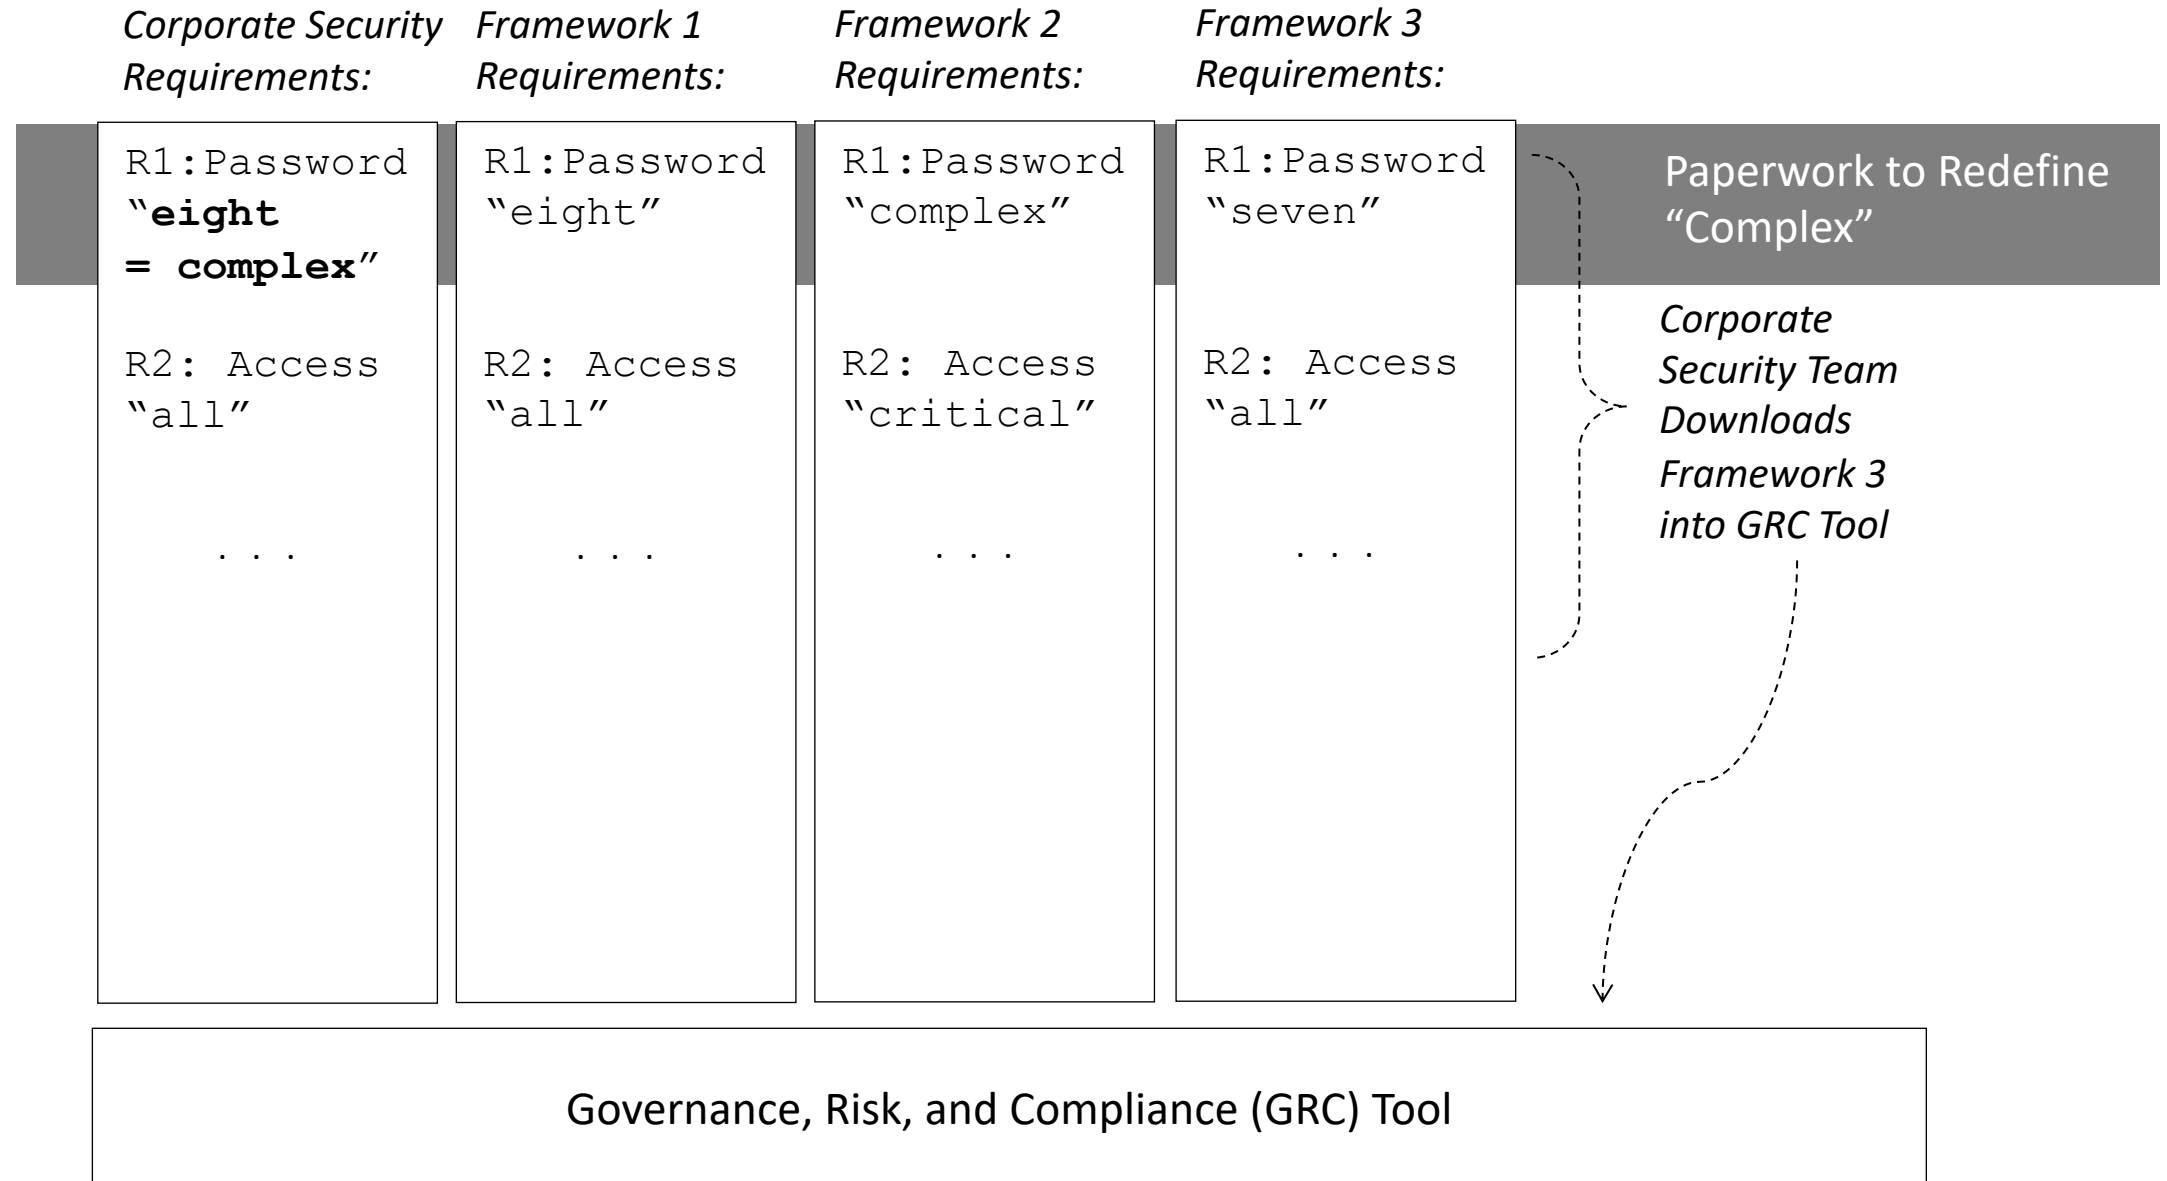 Corporate Security
Requirements:
Framework 1
Requirements:
Framework 2
Requirements:
Framework 3
Requirements:
R1:Password
“eight
= complex”
R2: Access
“all”
. . .
R1:Password
“eight”
R2: Access
“all”
. . .
R1:Password
“complex”
R2: Access
“critical”
. . .
R1:Password
“seven”
R2: Access
“all”
. . .
Paperwork to Redefine
“Complex”
Corporate
Security Team
Downloads
Framework 3
into GRC Tool
Governance, Risk, and Compliance (GRC) Tool